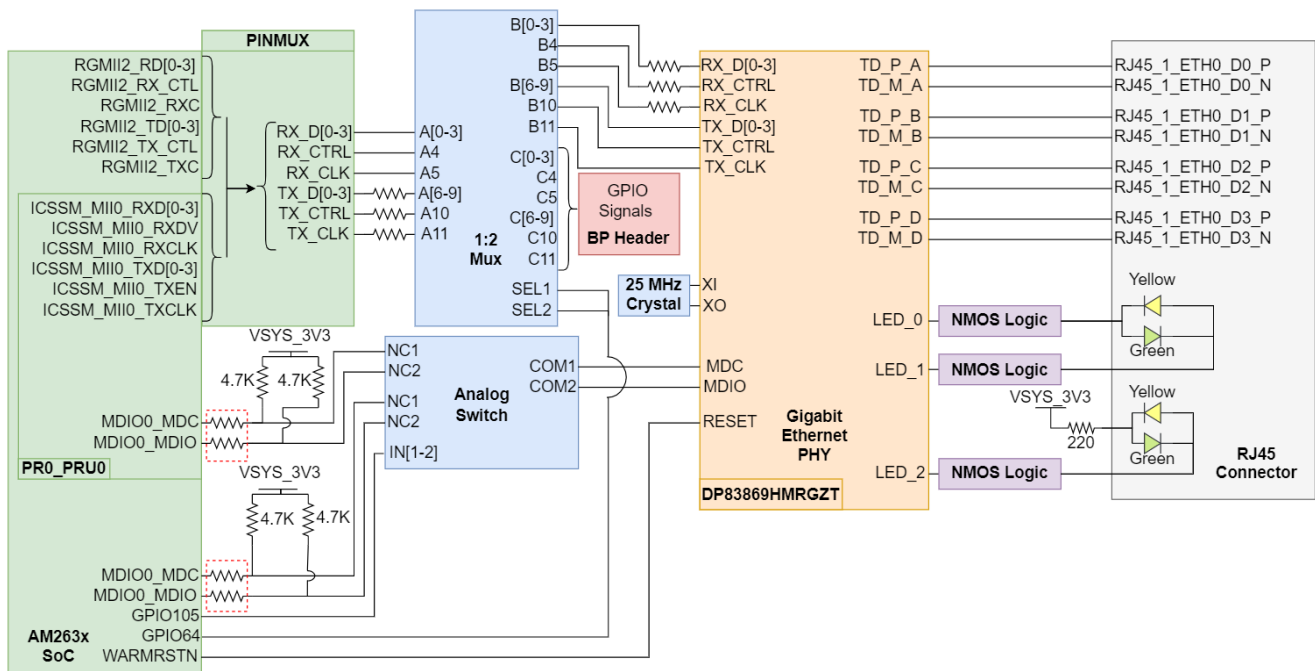 PINMUX
RGMII2_RD[0-3]
RGMII2_RX_CTL
RGMII2_RXC
RGMII2_TD[0-3]
RGMII2_TX_CTL
RGMII2_TXC
ICSSM_MII0_RXD[0-3]
ICSSM_MII0_RXDV
ICSSM_MII0_RXCLK
ICSSM_MII0_TXD[0-3]
ICSSM_MII0_TXEN
ICSSM_MII0_TXCLK
MDIO0_MDC
MDIO0_MDIO
PR0_PRU0
MDIO0_MDC
MDIO0_MDIO
GPIO105
GPIO64
WARMRSTN
AM263x
SoC
RX_D[0-3]
RX_CTRL
RX_CLK
TX_D[0-3]
TX_CTRL
TX_CLK
VSYS_3V3
4.7K
4.7K
VSYS_3V3
4.7K
4.7K
A[0-3]
A4
A5
A[6-9]
A10
A11
1:2
Mux
B[0-3]
B4
B5
B[6-9]
B10
B11
C[0-3]
C4
C5
C[6-9]
C10
C11
SEL1
SEL2
GPIO
Signals
BP Header
NC1
NC2
NC1
NC2
IN[1-2]
Analog
Switch
COM1
COM2
25 MHz
Crystal
RX_D[0-3]
RX_CTRL
RX_CLK
TX_D[0-3]
TX_CTRL
TX_CLK
XI
XO
MDC
MDIO
RESET
Gigabit
Ethernet
PHY
DP83869HMRGZT
TD_P_A
TD_M_A
TD_P_B
TD_M_B
TD_P_C
TD_M_C
TD_P_D
TD_M_D
LED_0
LED_1
LED_2
NMOS Logic
NMOS Logic
NMOS Logic
VSYS_3V3
220
RJ45_1_ETH0_D0_P
RJ45_1_ETH0_D0_N
RJ45_1_ETH0_D1_P
RJ45_1_ETH0_D1_N
RJ45_1_ETH0_D2_P
RJ45_1_ETH0_D2_N
RJ45_1_ETH0_D3_P
RJ45_1_ETH0_D3_N
Yellow
Green
Yellow
Green
RJ45
Connector